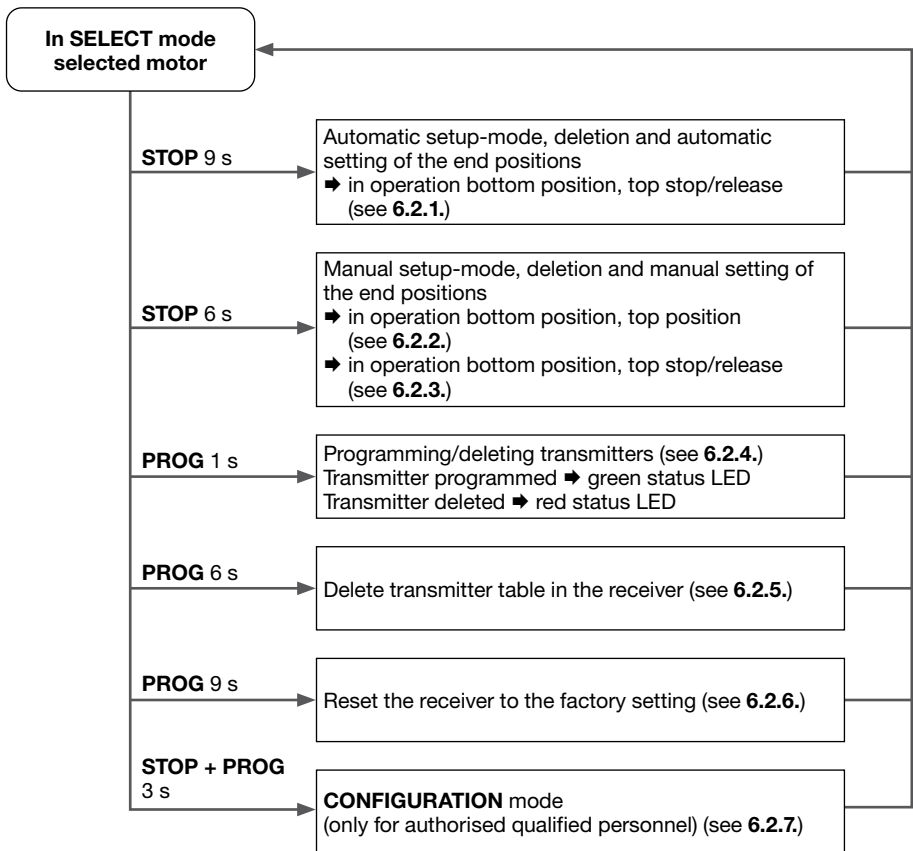 In SELECT mode
selected motor
STOP 9 s
Automatic setup-mode, deletion and automatic
setting of the end positions
➡ in operation bottom position, top stop/release
(see 6.2.1.)
STOP 6 s
Manual setup-mode, deletion and manual setting of
the end positions
➡ in operation bottom position, top position
(see 6.2.2.)
➡ in operation bottom position, top stop/release
(see 6.2.3.)
PROG 1 s
Programming/deleting transmitters (see 6.2.4.)
Transmitter programmed ➡ green status LED
Transmitter deleted ➡ red status LED
PROG 6 s
Delete transmitter table in the receiver (see 6.2.5.)
PROG 9 s
Reset the receiver to the factory setting (see 6.2.6.)
STOP + PROG
3 s
CONFIGURATION mode
(only for authorised qualified personnel) (see 6.2.7.)